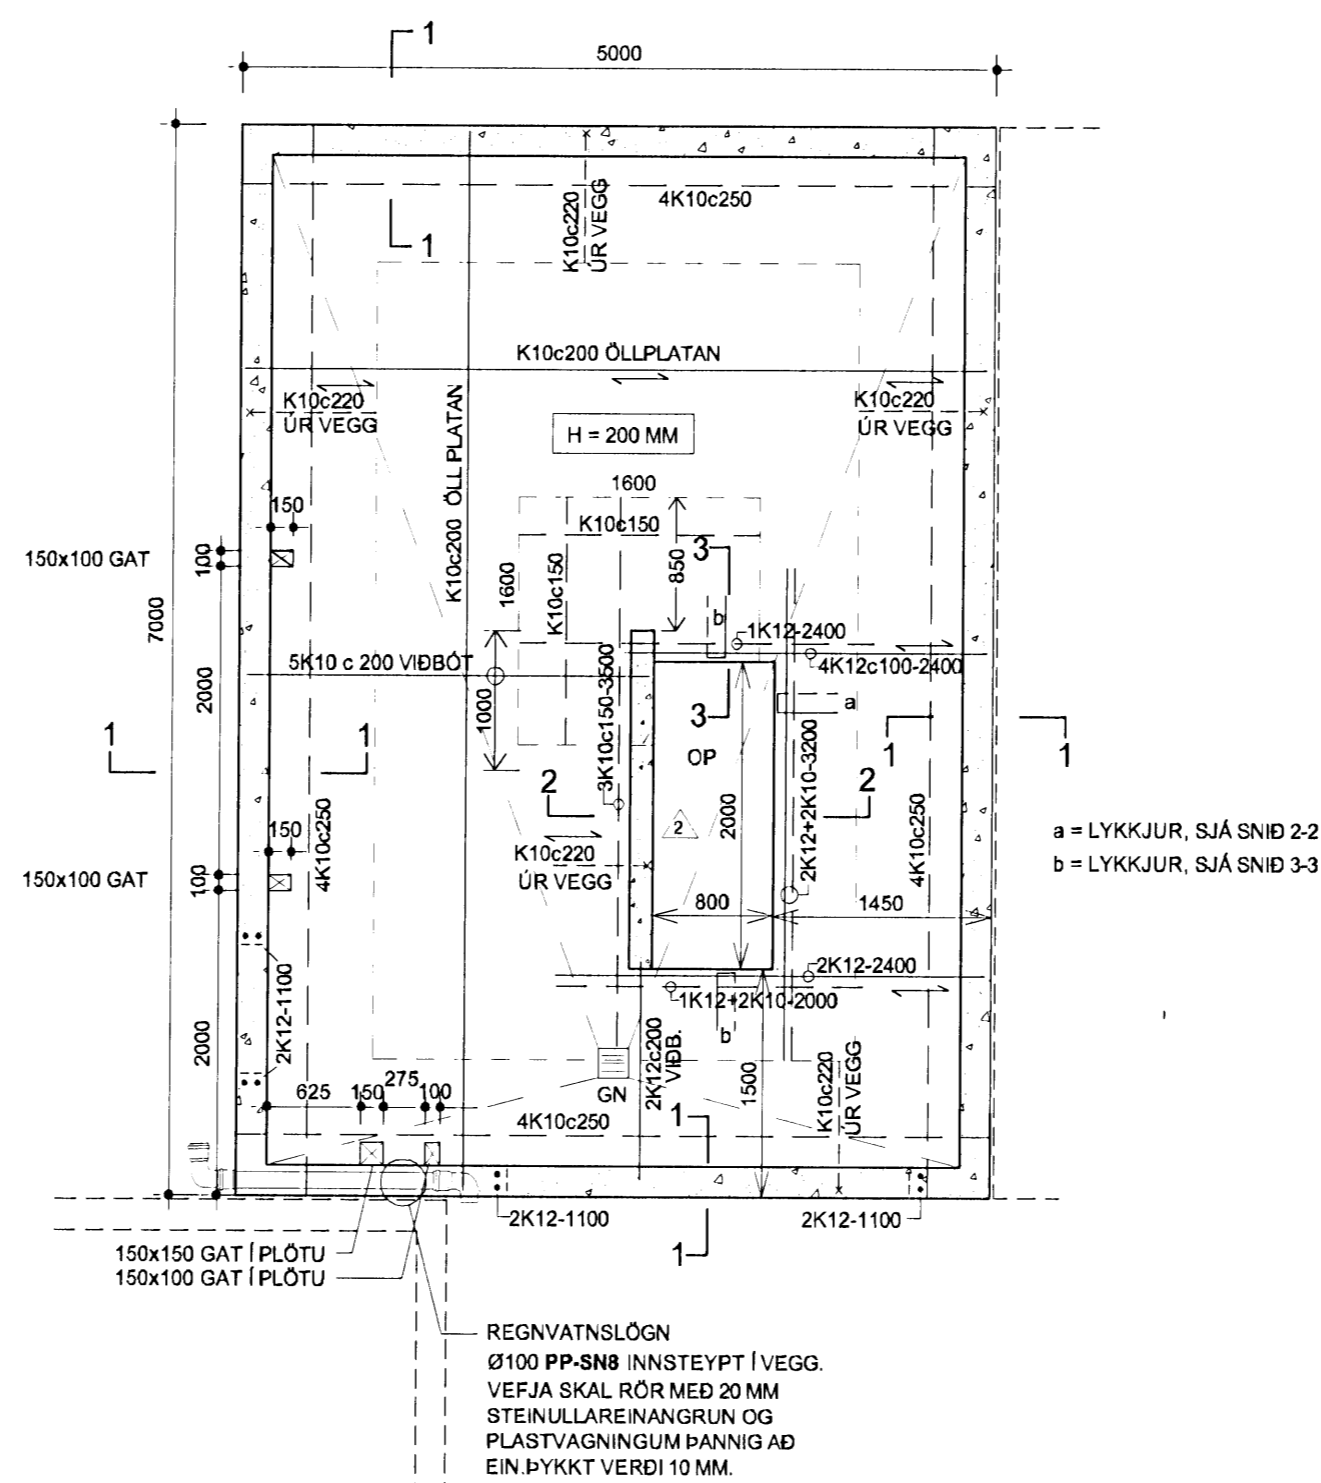 1
5000
4K10c250
K10c220
ÚR VEGG
1
K10c200 ÖLLPLATAN
K10c220
ÚR VEGG
K10c220
ÚR VEGG
H = 200 MM
K10c200 ÖLL PLATAN
7000
1600
K10c150
150
150x100 GAT
100
3
850
K10c150
1600
b
1K12-2400
4K12c100-2400
5K10 c 200 VIÐBÓT
3K10c150-3500
2000
1000
a
3
OP
1
1
1
1
2
2
2
2000
2K12+2K10-3200
4K10c250
4K10c250
a = LYKKJUR, SJÁ SNIÐ 2-2
b = LYKKJUR, SJÁ SNIÐ 3-3
150
K10c220
ÚR VEGG
150x100 GAT
100
800
1450
2K12-2400
1K12+2K10-2000
2K12-1100
b
2000
2K12c200
VIÐB.
1500
K10c220
ÚR VEGG
625
150
275
100
GN
4K10c250
1
2K12-1100
2K12-1100
1
150x150 GAT Í PLÖTU
150x100 GAT Í PLÖTU
REGNVATNSLÖGN
Ø100 PP-SN8 INNSTEYPT Í VEGG.
VEFJA SKAL RÖR MEÐ 20 MM
STEINULLAREINANGRUN OG
PLASTVAGNINGUM ÞANNIG AÐ
EIN.ÞYKKT VERÐI 10 MM.